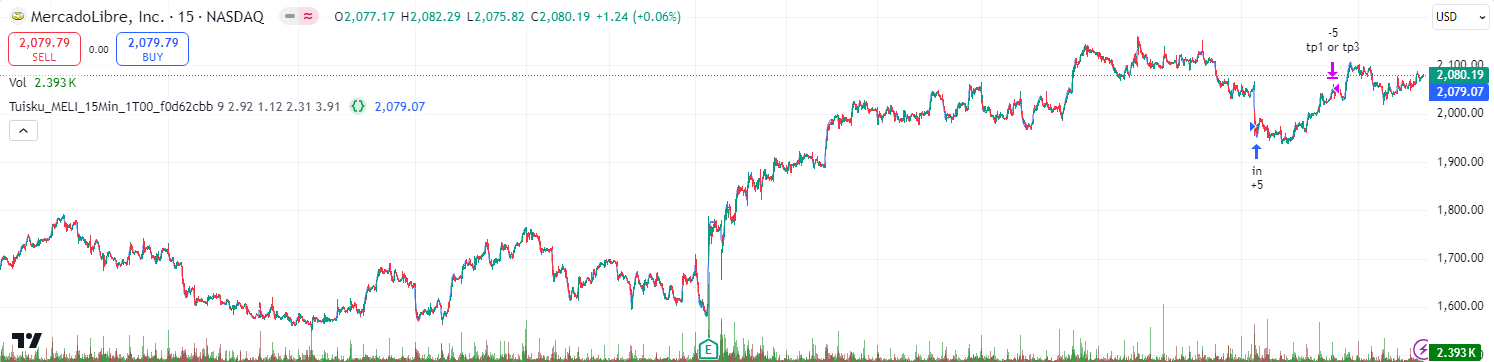 MercadoLibre, Inc. · 15 · NASDAQ O2,077.17 H2,082.29 L2,075.82 C2,080.19 +1.24 (+0.06%)
USD
2,079.79 SELL
0.00
2,079.79 BUY
Vol 2.393 K
Tuisku_MELI_15Min_1T00_f0d62cbb 9 2.92 1.12 2.31 3.91 {} 2,079.07
-5
tp1 or tp3
in
+5
2,100.00
2,080.19
2,079.07
2,000.00
1,900.00
1,800.00
1,700.00
1,600.00
2.393 K
E